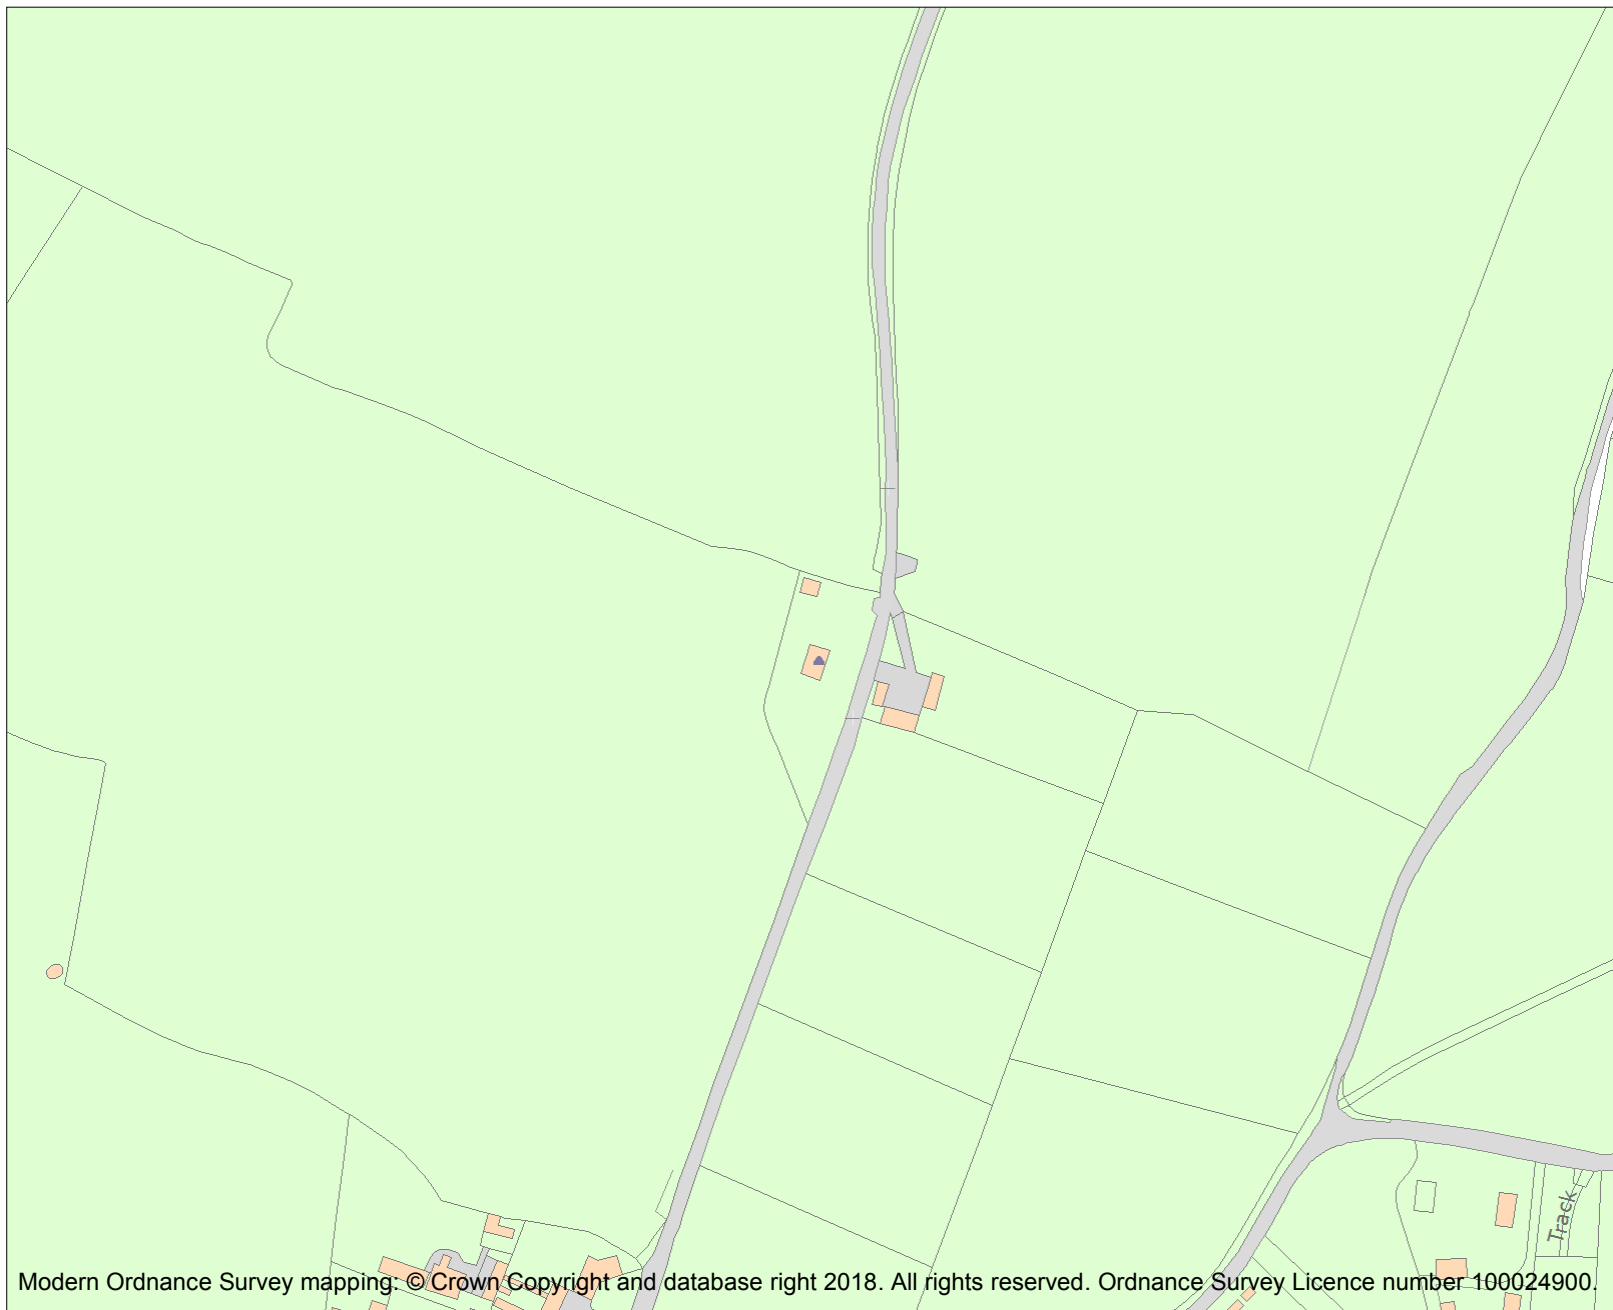 Track
Modern Ordnance Survey mapping: © Crown Copyright and database right 2018. All rights reserved. Ordnance Survey Licence number 100024900.